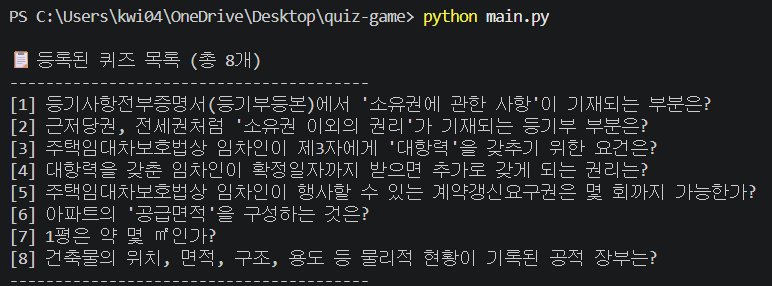 PS C:\Users\kwi04\OneDrive\Desktop\quiz-game> python main.py
📋 등록된 퀴즈 목록 (총 8개)
----------------------------------------
[1] 등기사항전부증명서(등기부등본)에서 '소유권에 관한 사항'이 기재되는 부분은?
[2] 근저당권, 전세권처럼 '소유권 이외의 권리'가 기재되는 등기부 부분은?
[3] 주택임대차보호법상 임차인이 제3자에게 '대항력'을 갖추기 위한 요건은?
[4] 대항력을 갖춘 임차인이 확정일자까지 받으면 추가로 갖게 되는 권리는?
[5] 주택임대차보호법상 임차인이 행사할 수 있는 계약갱신요구권은 몇 회까지 가능한가?
[6] 아파트의 '공급면적'을 구성하는 것은?
[7] 1평은 약 몇 ㎡인가?
[8] 건축물의 위치, 면적, 구조, 용도 등 물리적 현황이 기록된 공적 장부는?
----------------------------------------